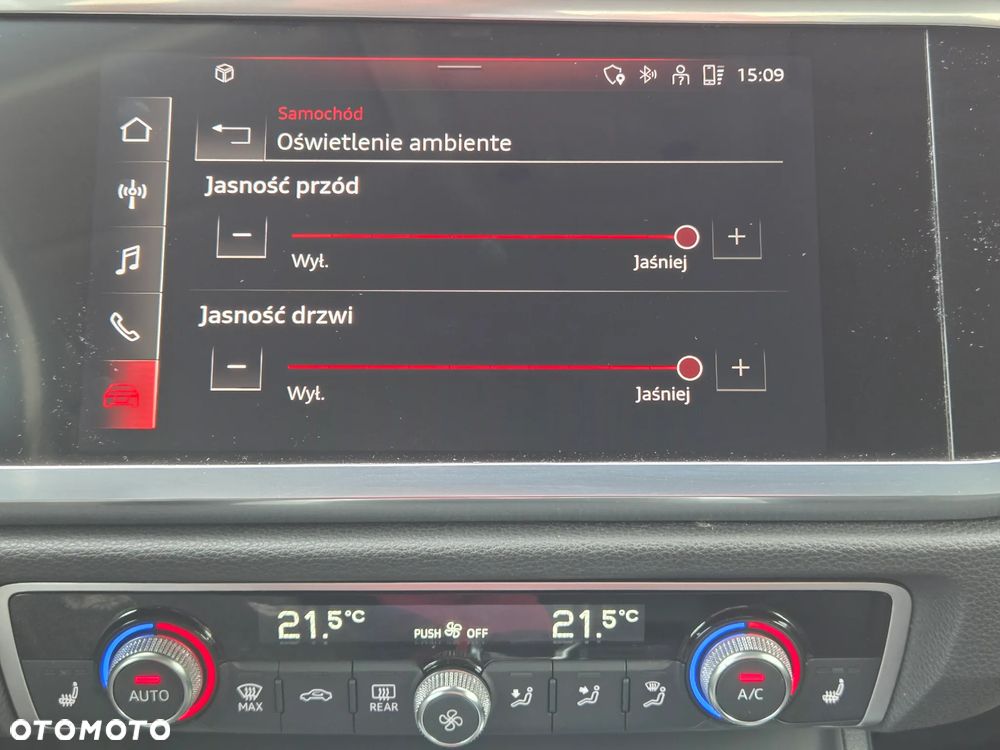 15:09
Samochód
Oświetlenie ambiente
Jasność przód
Wył.
Jaśniej
Jasność drzwi
Wył.
Jaśniej
21.5°C
PUSH OFF
21.5°C
AUTO
MAX
REAR
A/C
OTOMOTO